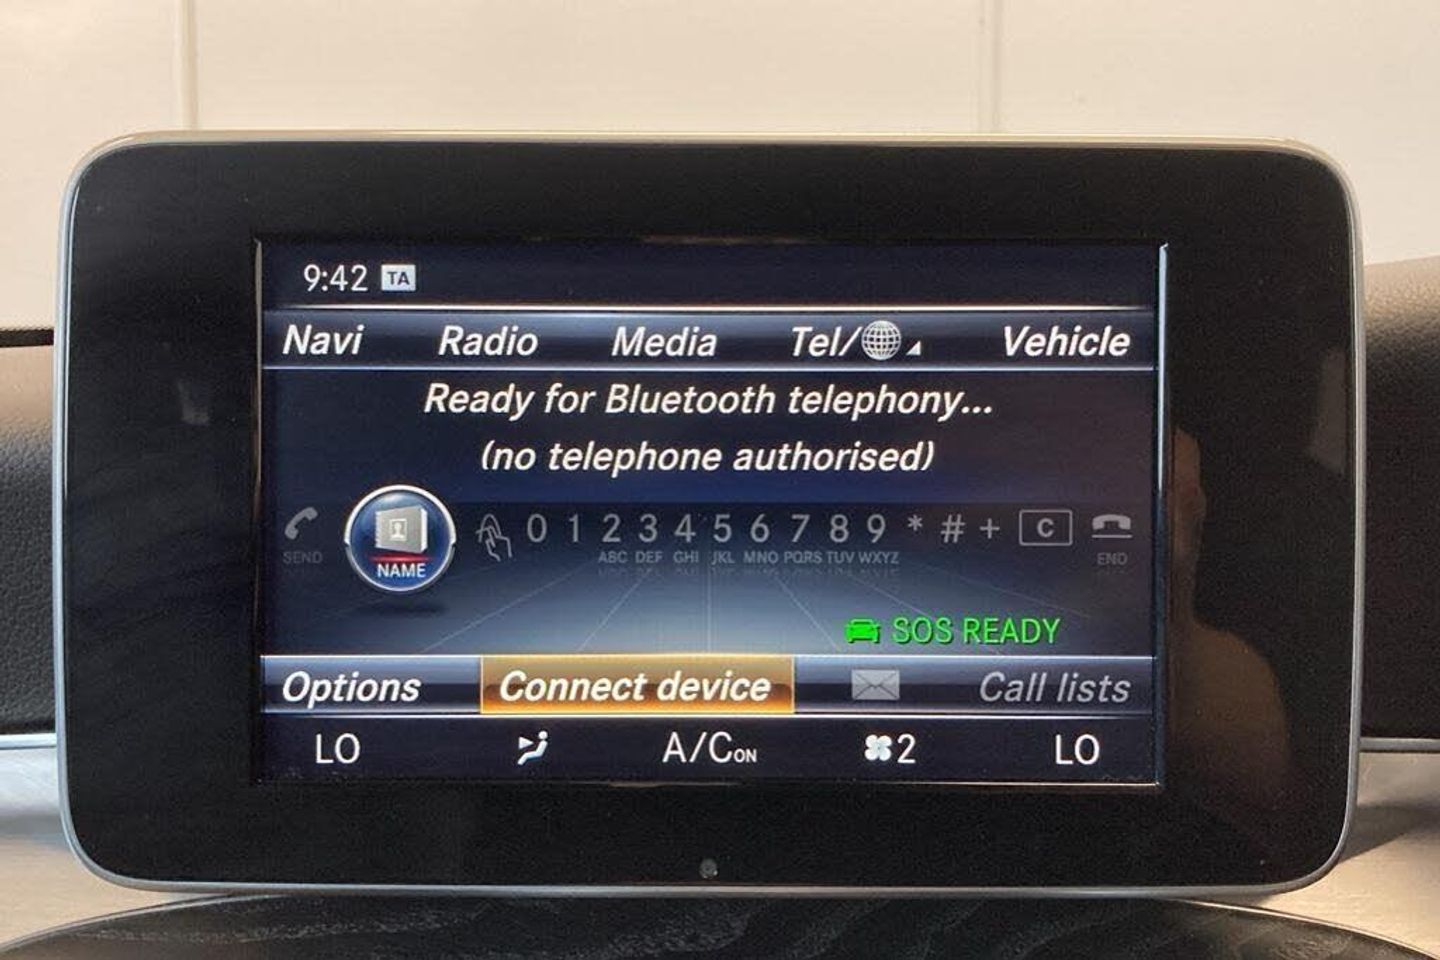 9:42 TA
Navi Radio Media Tel/ Vehicle
Ready for Bluetooth telephony...
(no telephone authorised)
NAME 0 1 2 3 4 5 6 7 8 9 * # + C
SEND ABC DEF GHI JKL MNO PQRS TUV WXYZ END
SOS READY
Options Connect device Call lists
LO A/C ON 2 LO